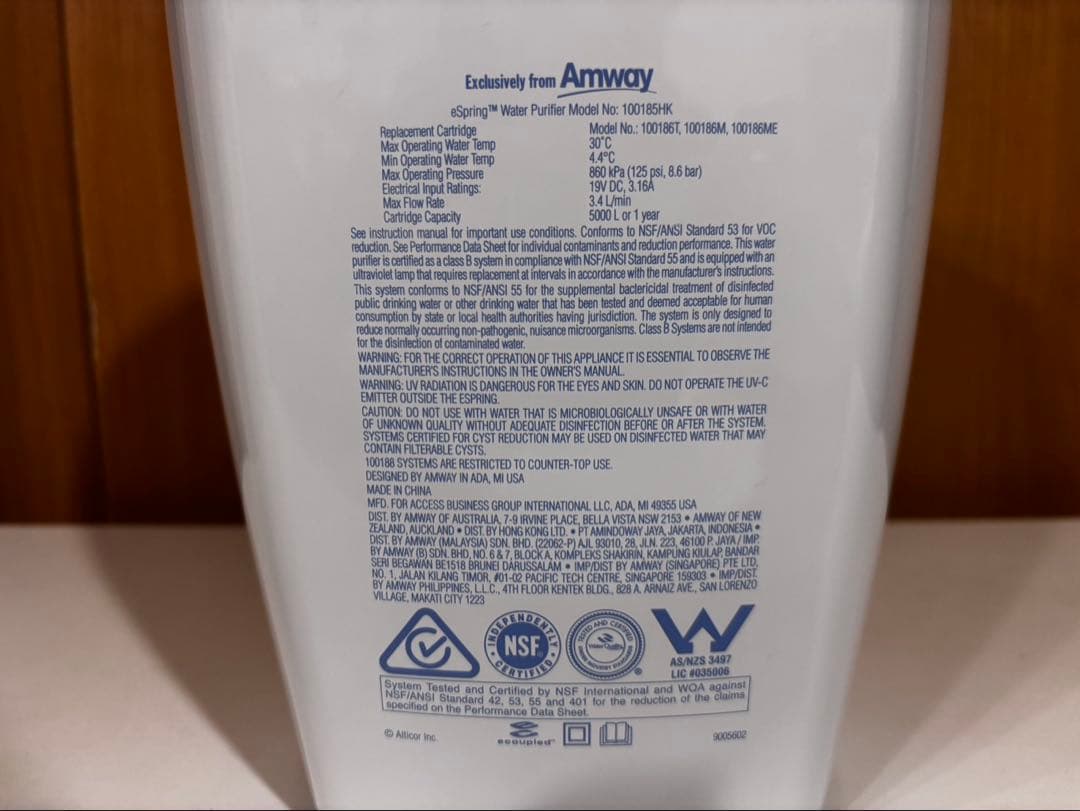 Exclusively from Amway
eSpring™ Water Purifier Model No: 100185HK
Replacement Cartridge Model No.: 100186T, 100186M, 100186ME
Max Operating Water Temp 30°C
Min Operating Water Temp 4.4°C
Max Operating Pressure 860 kPa (125 psi, 8.6 bar)
Electrical Input Ratings: 19V DC, 3.16A
Max Flow Rate 3.4 L/min
Cartridge Capacity 5000 L or 1 year
See instruction manual for important use conditions. Conforms to NSF/ANSI Standard 53 for VOC
reduction. See Performance Data Sheet for individual contaminants and reduction performance. This water
purifier is certified as a class B system in compliance with NSF/ANSI Standard 55 and is equipped with an
ultraviolet lamp that requires replacement at intervals in accordance with the manufacturer's instructions.
This system conforms to NSF/ANSI 55 for the supplemental bactericidal treatment of disinfected
public drinking water or other drinking water that has been tested and deemed acceptable for human
consumption by state or local health authorities having jurisdiction. The system is only designed to
reduce normally occurring non-pathogenic, nuisance microorganisms. Class B Systems are not intended
for the disinfection of contaminated water.
WARNING: FOR THE CORRECT OPERATION OF THIS APPLIANCE IT IS ESSENTIAL TO OBSERVE THE
MANUFACTURER'S INSTRUCTIONS IN THE OWNER'S MANUAL.
WARNING: UV RADIATION IS DANGEROUS FOR THE EYES AND SKIN. DO NOT OPERATE THE UV-C
EMITTER OUTSIDE THE ESPRING.
CAUTION: DO NOT USE WITH WATER THAT IS MICROBIOLOGICALLY UNSAFE OR WITH WATER
OF UNKNOWN QUALITY WITHOUT ADEQUATE DISINFECTION BEFORE OR AFTER THE SYSTEM.
SYSTEMS CERTIFIED FOR CYST REDUCTION MAY BE USED ON DISINFECTED WATER THAT MAY
CONTAIN FILTERABLE CYSTS.
100188 SYSTEMS ARE RESTRICTED TO COUNTER-TOP USE.
DESIGNED BY AMWAY IN ADA, MI USA
MADE IN CHINA
MFD. FOR ACCESS BUSINESS GROUP INTERNATIONAL LLC, ADA, MI 49355 USA
DIST. BY AMWAY OF AUSTRALIA, 7-9 IRVINE PLACE, BELLA VISTA NSW 2153 • AMWAY OF NEW
ZEALAND, AUCKLAND • DIST. BY HONG KONG LTD. • PT AMINDOWAY JAYA, JAKARTA, INDONESIA •
DIST. BY AMWAY (MALAYSIA) SDN. BHD. (22062-P) AJL 93010, 28, JLN. 223, 46100 P. JAYA / IMP.
BY AMWAY (B) SDN. BHD, NO. 6 & 7, BLOCK A, KOMPLEKS SHAKIRIN, KAMPUNG KIULAP, BANDAR
SERI BEGAWAN BE1518 BRUNEI DARUSSALAM • IMP/DIST BY AMWAY (SINGAPORE) PTE LTD,
NO. 1, JALAN KILANG TIMOR, #01-02 PACIFIC TECH CENTRE, SINGAPORE 159303 • IMP/DIST.
BY AMWAY PHILIPPINES, L.L.C., 4TH FLOOR KENTEK BLDG., 828 A. ARNAIZ AVE., SAN LORENZO
VILLAGE, MAKATI CITY 1223
INDEPENDENTLY
NSF
CERTIFIED
TESTED AND CERTIFIED
Water Quality
UNDER INDUSTRY STANDARDS
AS/NZS 3497
LIC #035006
System Tested and Certified by NSF International and WQA against
NSF/ANSI Standard 42, 53, 55 and 401 for the reduction of the claims
specified on the Performance Data Sheet.
© Alticor Inc.
ecoupled™
9005602